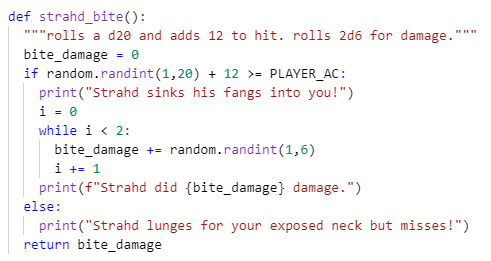 def strahd_bite():
  """rolls a d20 and adds 12 to hit. rolls 2d6 for damage."""
  bite_damage = 0
  if random.randint(1,20) + 12 >= PLAYER_AC:
    print("Strahd sinks his fangs into you!")
    i = 0
    while i < 2:
      bite_damage += random.randint(1,6)
      i += 1
    print(f"Strahd did {bite_damage} damage.")
  else:
    print("Strahd lunges for your exposed neck but misses!")
  return bite_damage